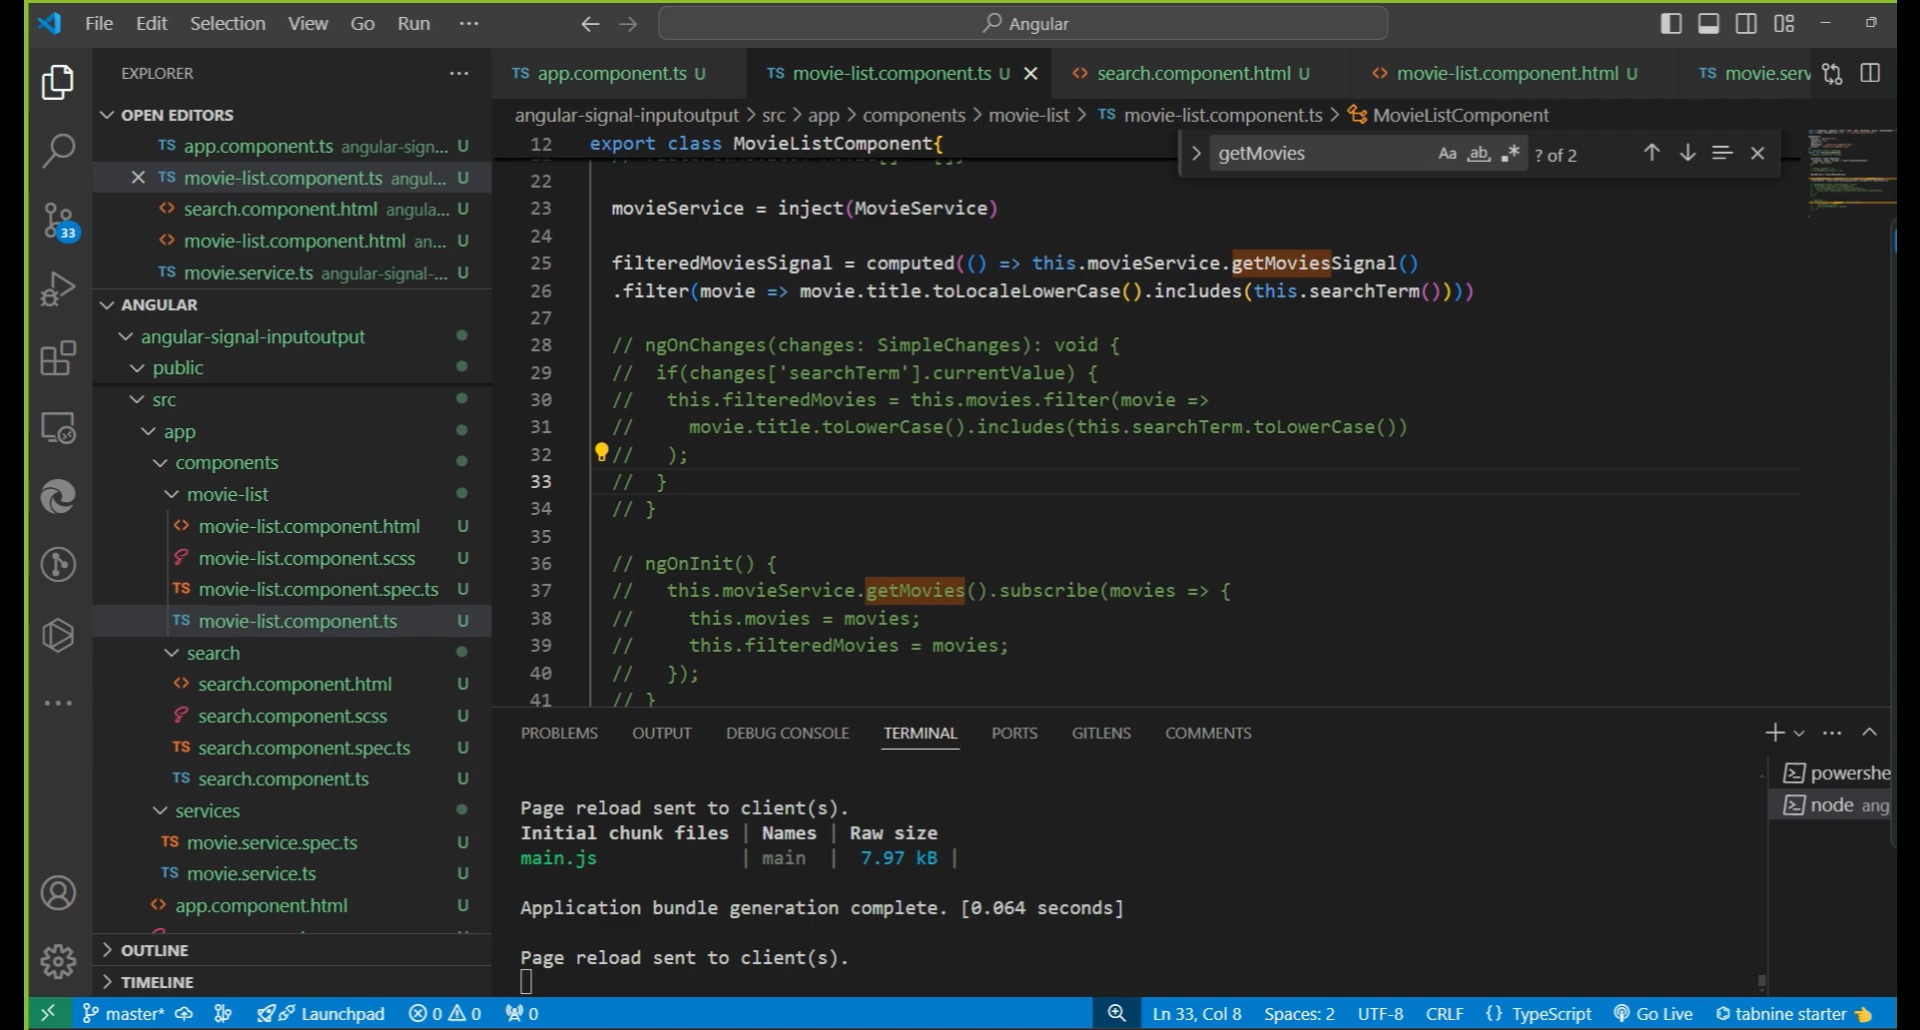 File Edit Selection View Go Run ···
Angular
EXPLORER
OPEN EDITORS
TS app.component.ts angular-sign... U
TS movie-list.component.ts angul... U
<> search.component.html angula... U
<> movie-list.component.html an... U
TS movie.service.ts angular-signal-... U
ANGULAR
angular-signal-inputoutput
public
src
app
components
movie-list
<> movie-list.component.html U
movie-list.component.scss U
TS movie-list.component.spec.ts U
TS movie-list.component.ts U
search
<> search.component.html U
search.component.scss U
TS search.component.spec.ts U
TS search.component.ts U
services
TS movie.service.spec.ts U
TS movie.service.ts U
<> app.component.html U
OUTLINE
TIMELINE
33
TS app.component.ts U
TS movie-list.component.ts U
<> search.component.html U
<> movie-list.component.html U
TS movie.serv
angular-signal-inputoutput > src > app > components > movie-list > TS movie-list.component.ts > MovieListComponent
getMovies Aa ab .* ? of 2
12 export class MovieListComponent{
22
23 movieService = inject(MovieService)
24
25 filteredMoviesSignal = computed(() => this.movieService.getMoviesSignal()
26 .filter(movie => movie.title.toLocaleLowerCase().includes(this.searchTerm())))
27
28 // ngOnChanges(changes: SimpleChanges): void {
29 // if(changes['searchTerm'].currentValue) {
30 // this.filteredMovies = this.movies.filter(movie =>
31 // movie.title.toLowerCase().includes(this.searchTerm.toLowerCase())
32 // );
33 // }
34 // }
35
36 // ngOnInit() {
37 // this.movieService.getMovies().subscribe(movies => {
38 // this.movies = movies;
39 // this.filteredMovies = movies;
40 // });
41 // }
PROBLEMS OUTPUT DEBUG CONSOLE TERMINAL PORTS GITLENS COMMENTS
Page reload sent to client(s).
Initial chunk files | Names | Raw size
main.js | main | 7.97 kB |
Application bundle generation complete. [0.064 seconds]
Page reload sent to client(s).
powershe
node ang
master* Launchpad 0 0 0 Ln 33, Col 8 Spaces: 2 UTF-8 CRLF {} TypeScript Go Live tabnine starter